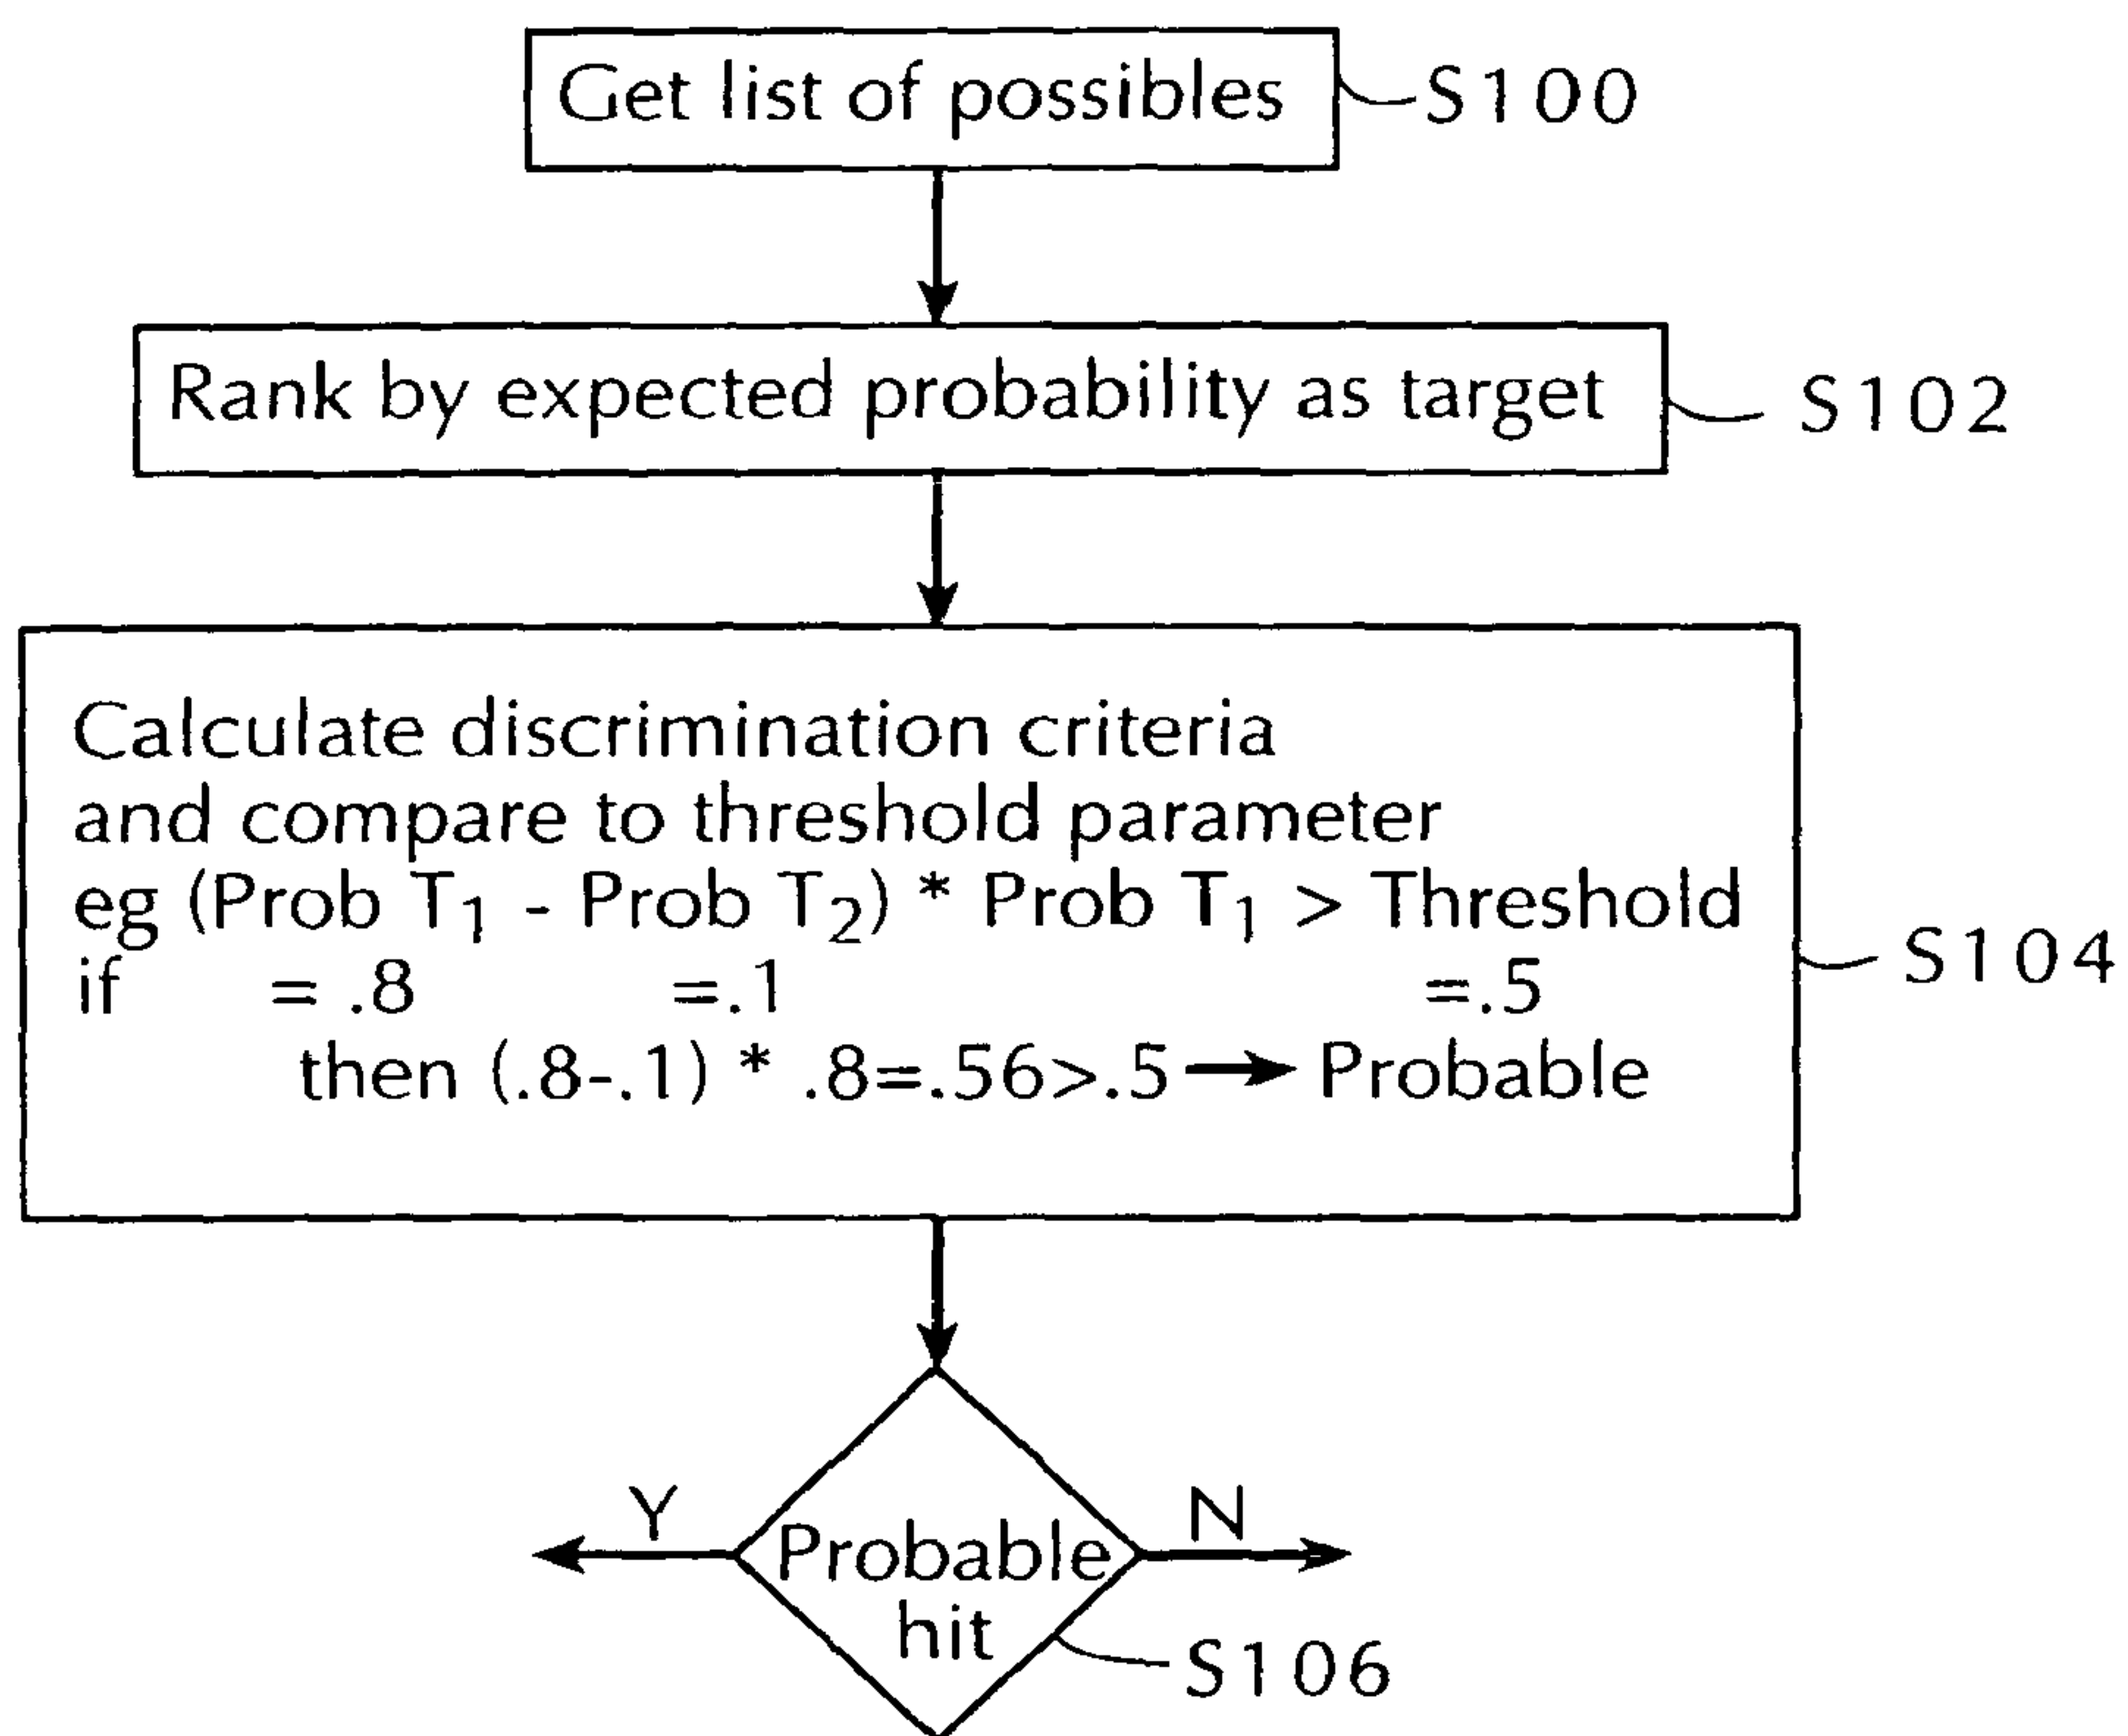 Get list of possibles
S100
Rank by expected probability as target
S102
Calculate discrimination criteria
and compare to threshold parameter
eg (Prob T1 - Prob T2) * Prob T1 > Threshold
if = .8 =.1 =.5
then (.8-.1) * .8=.56>.5 → Probable
S104
Y
N
Probable
hit
S106